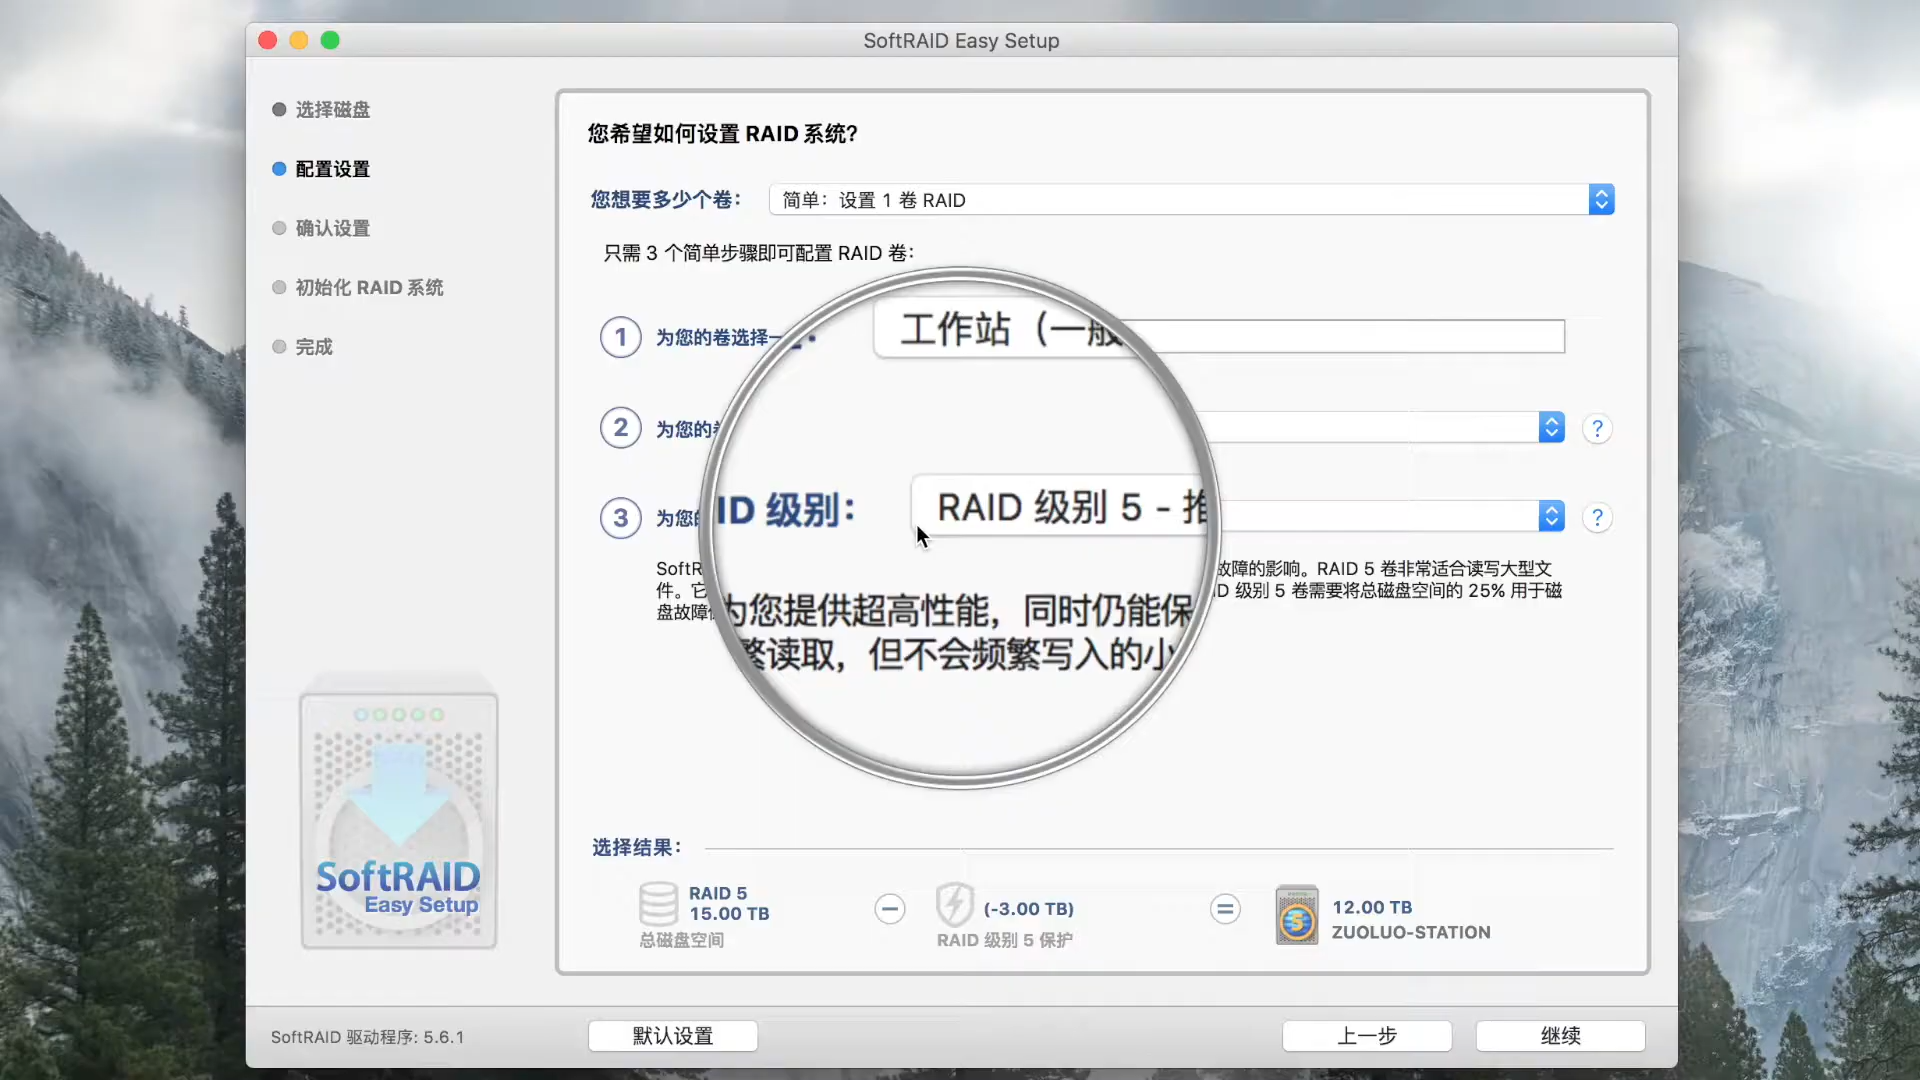 SoftRAID Easy Setup
选择磁盘
配置设置
确认设置
初始化 RAID 系统
完成
您希望如何设置 RAID 系统?
您想要多少个卷：
简单：设置 1 卷 RAID
只需 3 个简单步骤即可配置 RAID 卷：
1 为您的卷选择一
工作站（一般
2 为您的
?
3 为您
ID 级别：
RAID 级别 5 - 推
?
SoftR
故障的影响。RAID 5 卷非常适合读写大型文
件。它
ID 级别 5 卷需要将总磁盘空间的 25% 用于磁
盘故障
为您提供超高性能，同时仍能保
繁读取，但不会频繁写入的小
SoftRAID
Easy Setup
选择结果：
RAID 5
15.00 TB
总磁盘空间
(-3.00 TB)
RAID 级别 5 保护
12.00 TB
ZUOLUO-STATION
SoftRAID 驱动程序: 5.6.1
默认设置
上一步
继续